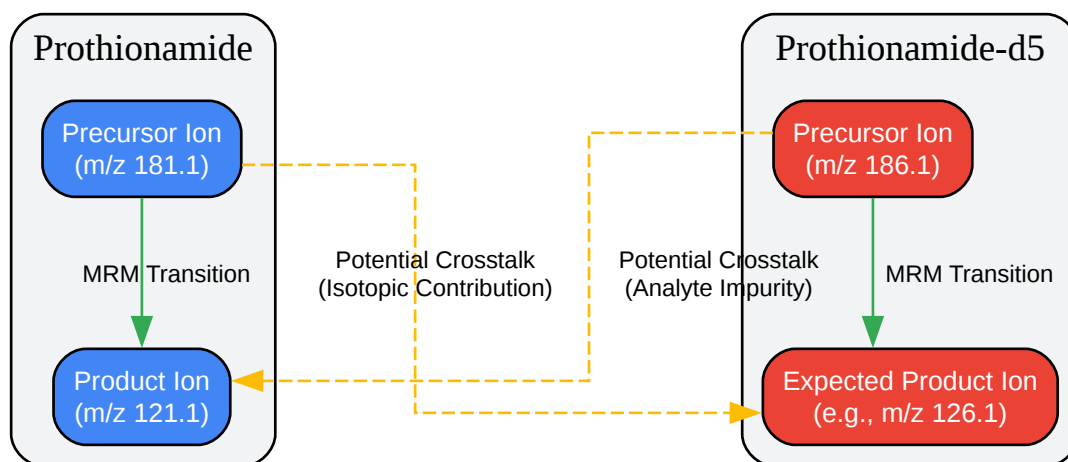 Prothionamide
Prothionamide-d5
Precursor Ion
(m/z 181.1)
Precursor Ion
(m/z 186.1)
MRM Transition
Potential Crosstalk
(Isotopic Contribution)
Potential Crosstalk
(Analyte Impurity)
MRM Transition
Product Ion
(m/z 121.1)
Expected Product Ion
(e.g., m/z 126.1)